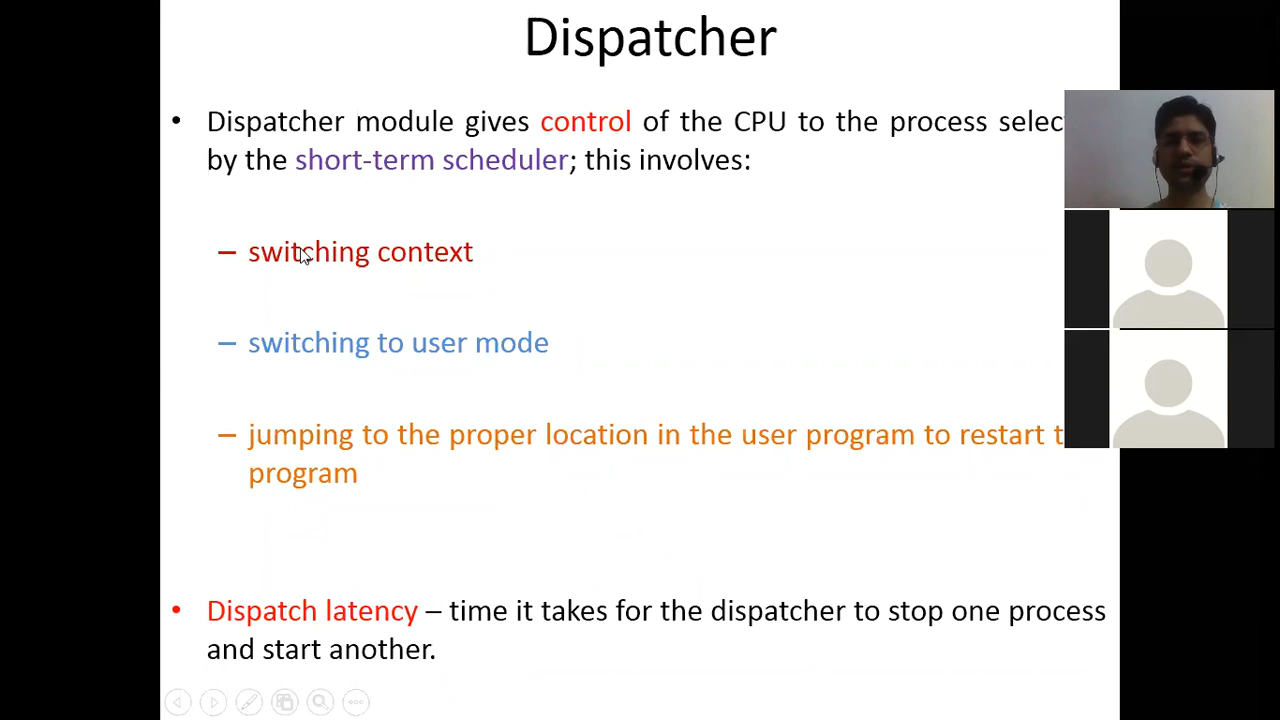 Dispatcher
• Dispatcher module gives control of the CPU to the process selec
by the short-term scheduler; this involves:
– switching context
– switching to user mode
– jumping to the proper location in the user program to restart t
program
• Dispatch latency – time it takes for the dispatcher to stop one process
and start another.